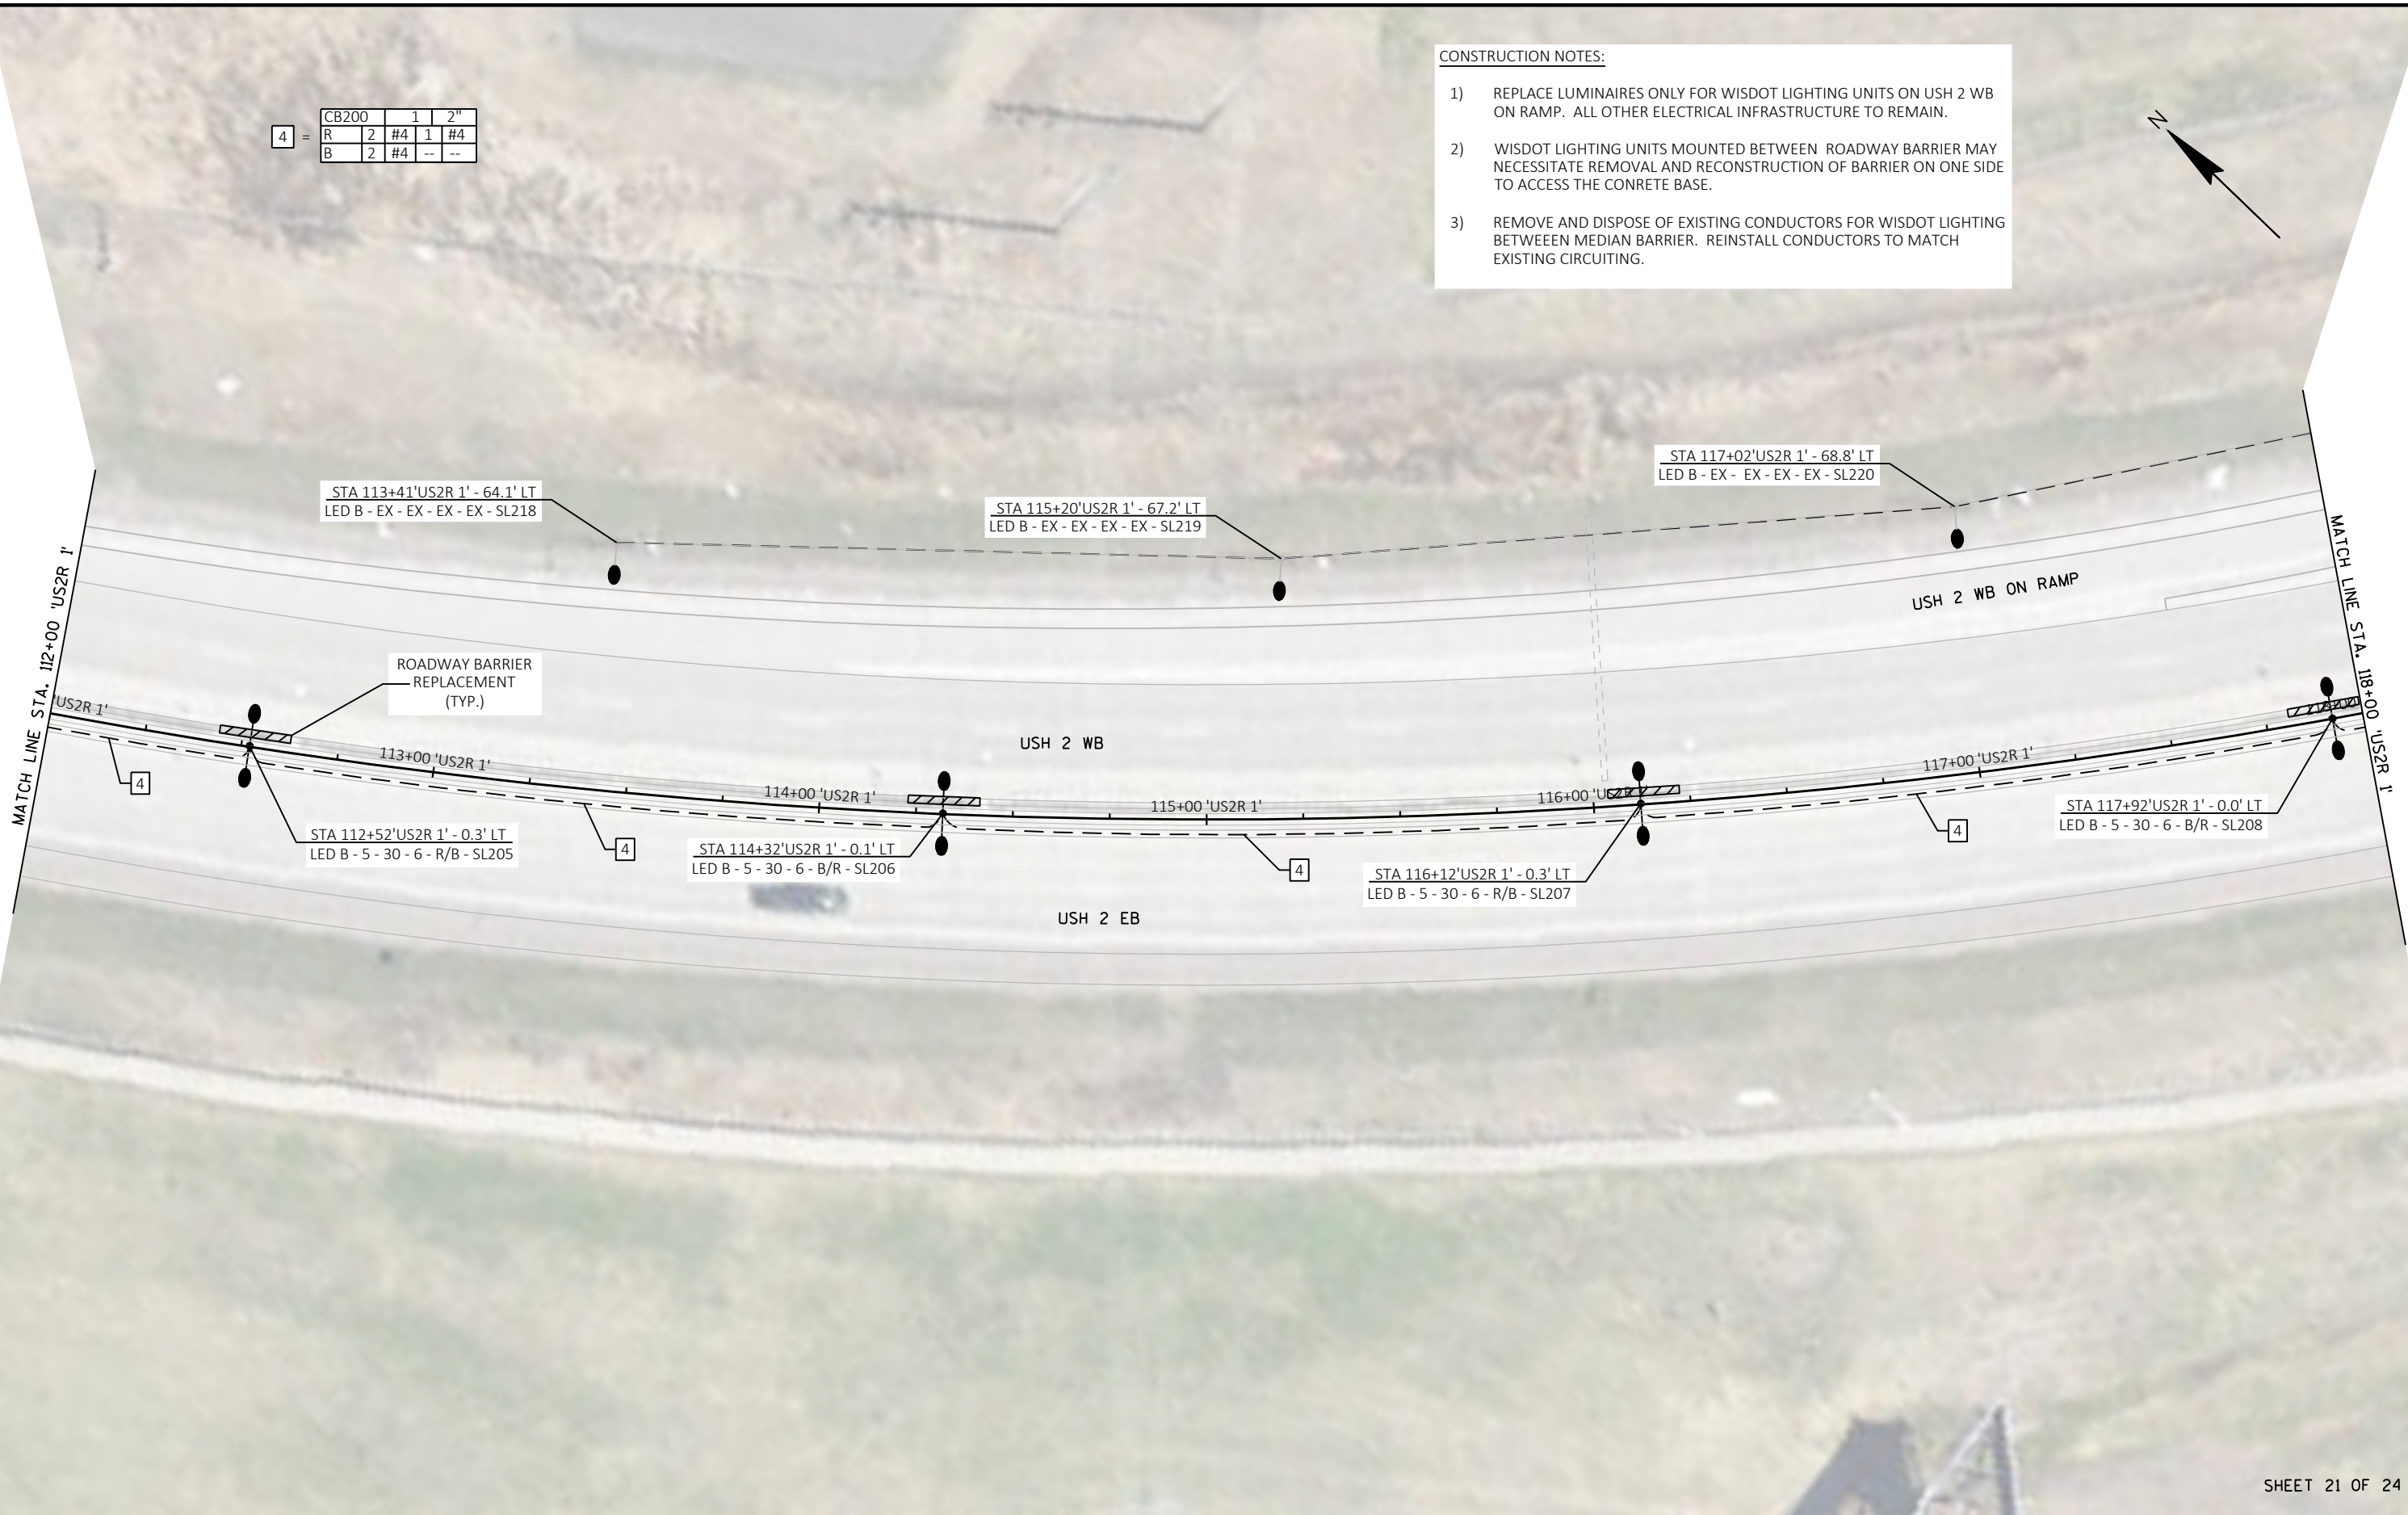 CONSTRUCTION NOTES:
1) REPLACE LUMINAIRES ONLY FOR WISDOT LIGHTING UNITS ON USH 2 WB
ON RAMP. ALL OTHER ELECTRICAL INFRASTRUCTURE TO REMAIN.
2) WISDOT LIGHTING UNITS MOUNTED BETWEEN ROADWAY BARRIER MAY
NECESSITATE REMOVAL AND RECONSTRUCTION OF BARRIER ON ONE SIDE
TO ACCESS THE CONRETE BASE.
3) REMOVE AND DISPOSE OF EXISTING CONDUCTORS FOR WISDOT LIGHTING
BETWEEEN MEDIAN BARRIER. REINSTALL CONDUCTORS TO MATCH
EXISTING CIRCUITING.
N
4 =
CB200 1 2"
R 2 #4 1 #4
B 2 #4 -- --
STA 113+41'US2R 1' - 64.1' LT
LED B - EX - EX - EX - EX - SL218
STA 115+20'US2R 1' - 67.2' LT
LED B - EX - EX - EX - EX - SL219
STA 117+02'US2R 1' - 68.8' LT
LED B - EX - EX - EX - EX - SL220
MATCH LINE STA. 112+00 'US2R 1'
MATCH LINE STA. 118+00 'US2R 1'
USH 2 WB ON RAMP
ROADWAY BARRIER
REPLACEMENT
(TYP.)
'US2R 1'
113+00 'US2R 1'
114+00 'US2R 1'
115+00 'US2R 1'
116+00 'US2R
117+00 'US2R 1'
USH 2 WB
4
4
4
4
STA 112+52'US2R 1' - 0.3' LT
LED B - 5 - 30 - 6 - R/B - SL205
STA 114+32'US2R 1' - 0.1' LT
LED B - 5 - 30 - 6 - B/R - SL206
STA 116+12'US2R 1' - 0.3' LT
LED B - 5 - 30 - 6 - R/B - SL207
STA 117+92'US2R 1' - 0.0' LT
LED B - 5 - 30 - 6 - B/R - SL208
USH 2 EB
SHEET 21 OF 24